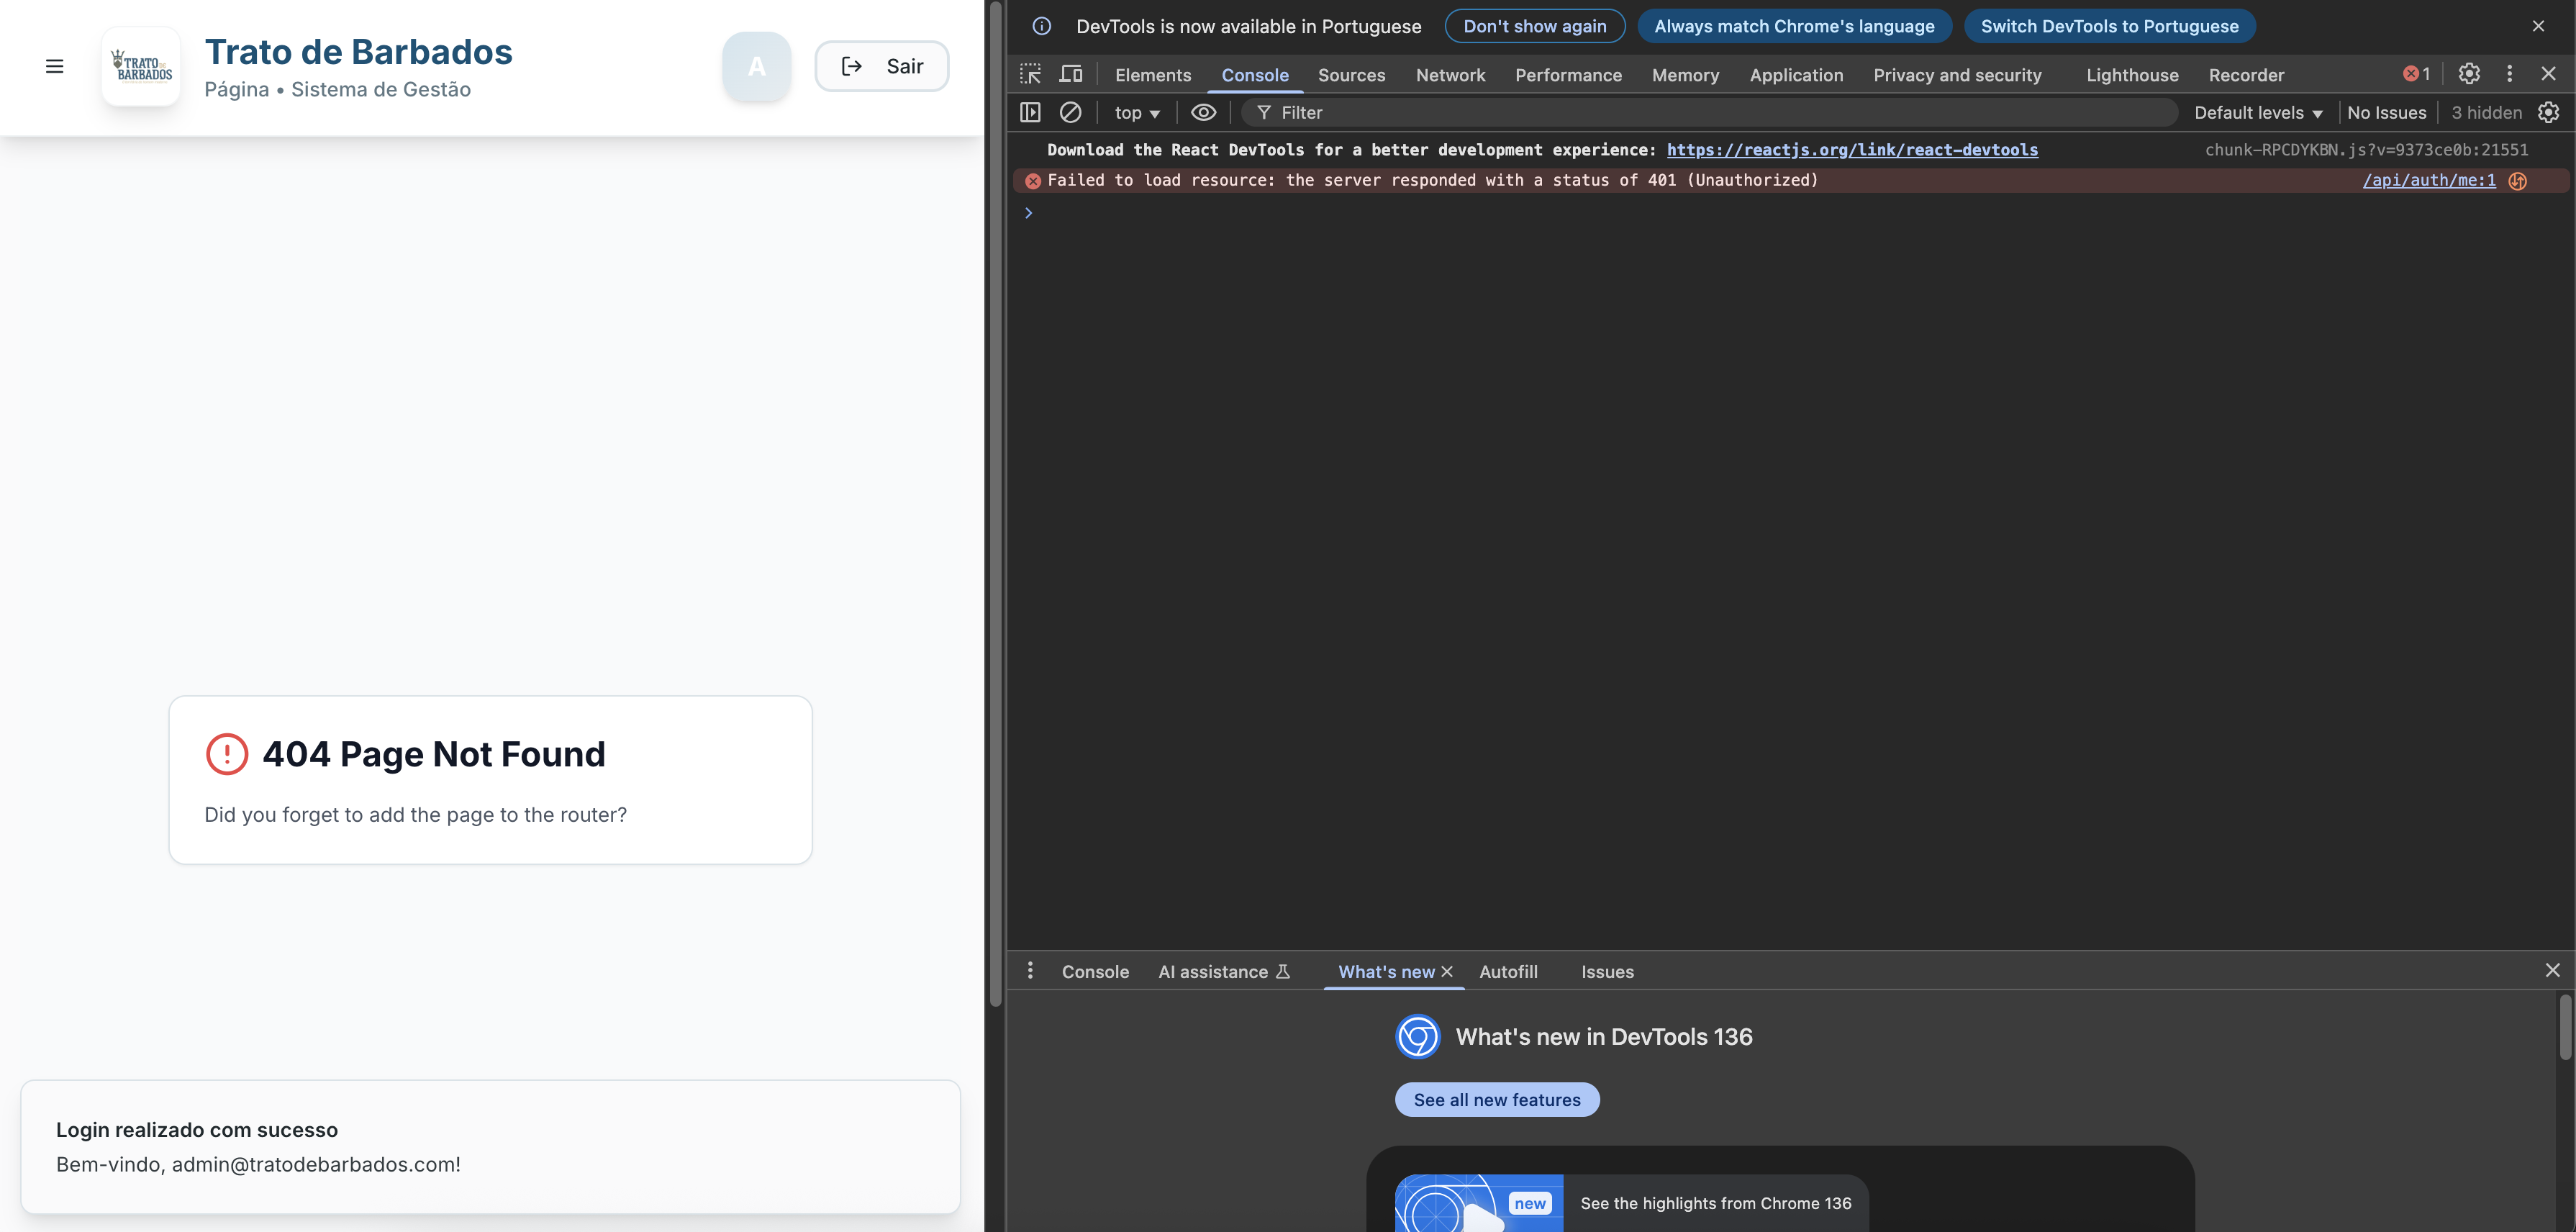 TRATO DE
BARBADOS
Trato de Barbados
Página • Sistema de Gestão
A
Sair
404 Page Not Found
Did you forget to add the page to the router?
Login realizado com sucesso
Bem-vindo, admin@tratodebarbados.com!
DevTools is now available in Portuguese
Don't show again
Always match Chrome's language
Switch DevTools to Portuguese
Elements Console Sources Network Performance Memory Application Privacy and security Lighthouse Recorder 1
top Filter Default levels No Issues 3 hidden
Download the React DevTools for a better development experience: https://reactjs.org/link/react-devtools chunk-RPCDYKBN.js?v=9373ce0b:21551
Failed to load resource: the server responded with a status of 401 (Unauthorized) /api/auth/me:1
Console AI assistance What's new Autofill Issues
What's new in DevTools 136
See all new features
new
See the highlights from Chrome 136